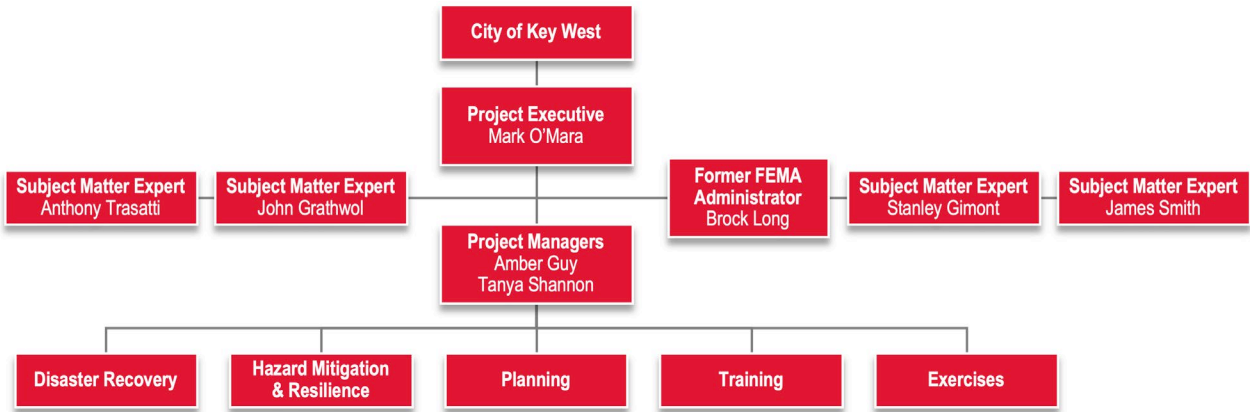 City of Key West
Project Executive
Mark O’Mara
Subject Matter Expert
Anthony Trasatti
Subject Matter Expert
John Grathwol
Former FEMA
Administrator
Brock Long
Subject Matter Expert
Stanley Gimont
Subject Matter Expert
James Smith
Project Managers
Amber Guy
Tanya Shannon
Disaster Recovery
Hazard Mitigation
& Resilience
Planning
Training
Exercises